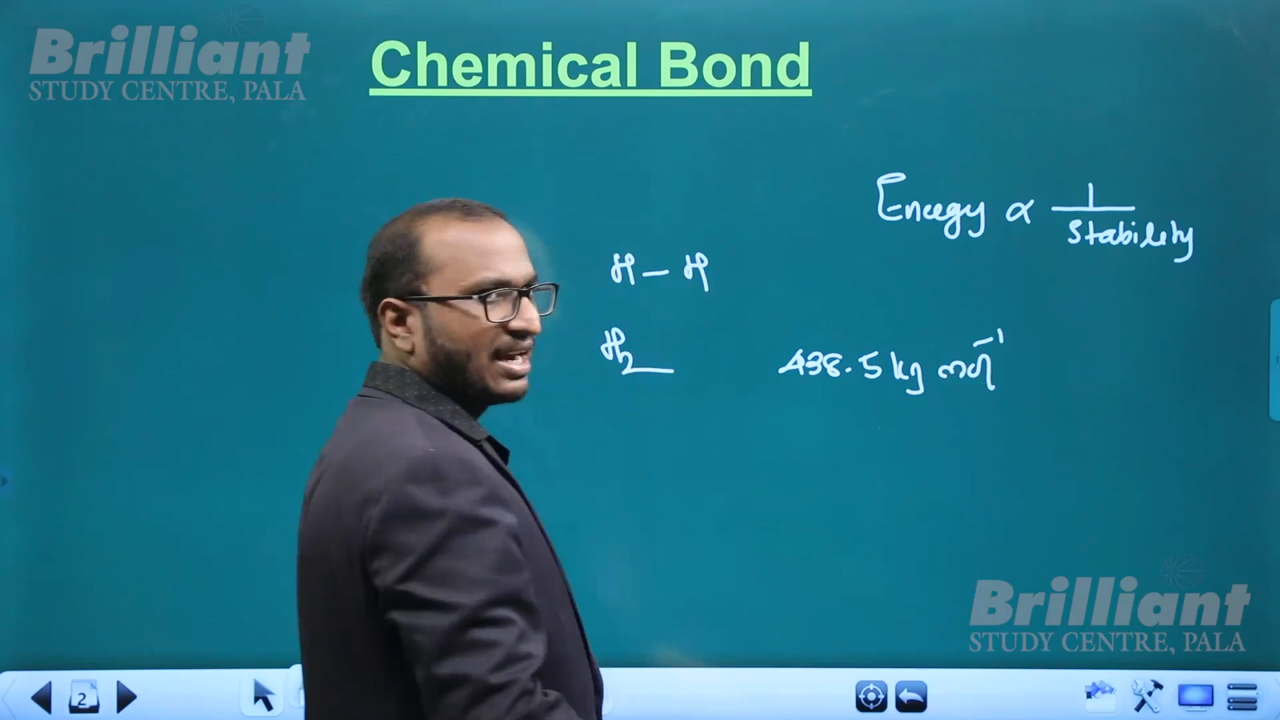 Brilliant
STUDY CENTRE, PALA
Chemical Bond
Energy ∝ 1/Stability
H – H
H₂
438.5 kj mol⁻¹
Brilliant
STUDY CENTRE, PALA
2